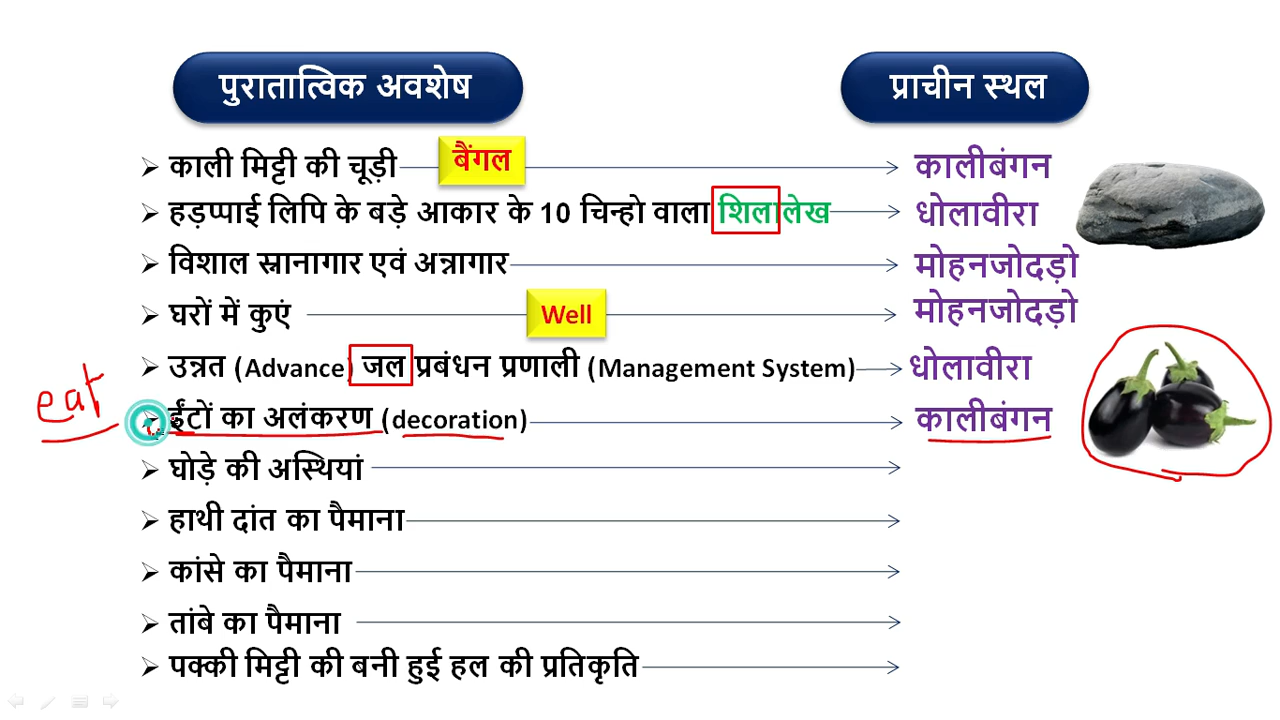 पुरातात्विक अवशेष प्राचीन स्थल
काली मिट्टी की चूड़ी बैंगल कालीबंगन
हड़प्पाई लिपि के बड़े आकार के 10 चिन्हो वाला शिलालेख धोलावीरा
विशाल स्नानागार एवं अन्नागार मोहनजोदड़ो
घरों में कुएं Well मोहनजोदड़ो
उन्नत (Advance) जल प्रबंधन प्रणाली (Management System) धोलावीरा
eat
ईंटों का अलंकरण (decoration) कालीबंगन
घोड़े की अस्थियां
हाथी दांत का पैमाना
कांसे का पैमाना
तांबे का पैमाना
पक्की मिट्टी की बनी हुई हल की प्रतिकृति